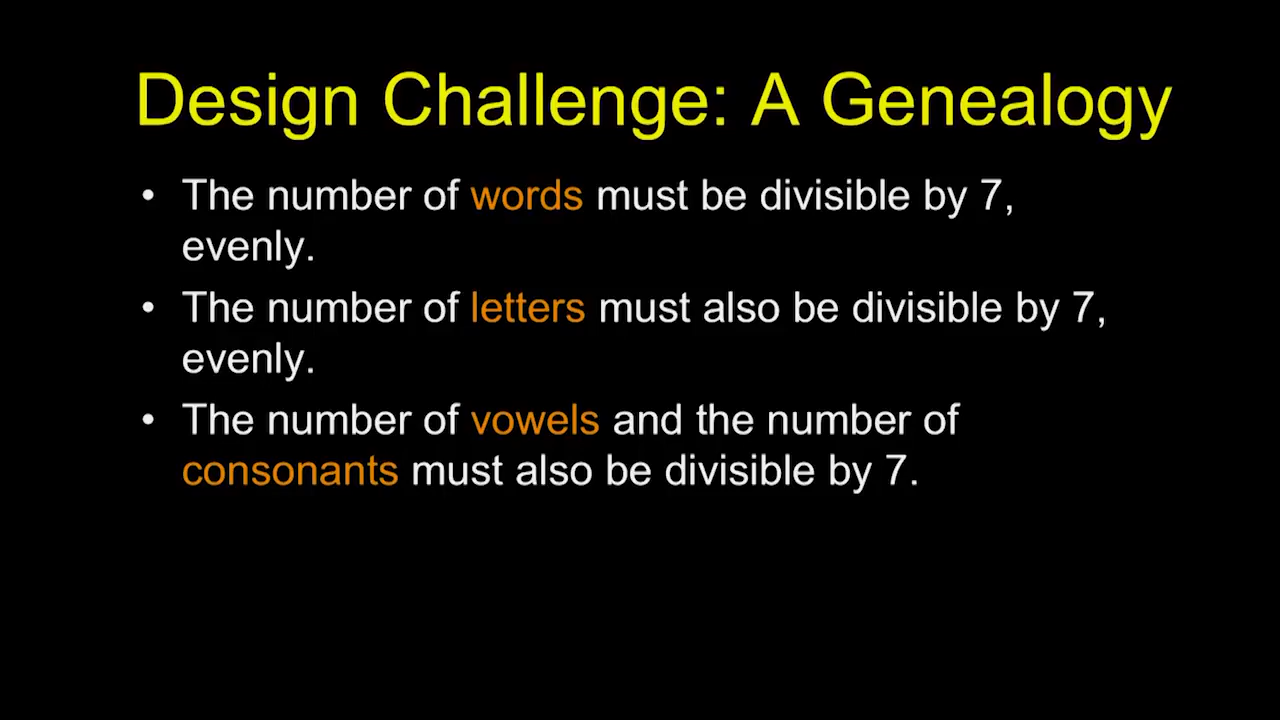 Design Challenge: A Genealogy
• The number of words must be divisible by 7,
evenly.
• The number of letters must also be divisible by 7,
evenly.
• The number of vowels and the number of
consonants must also be divisible by 7.